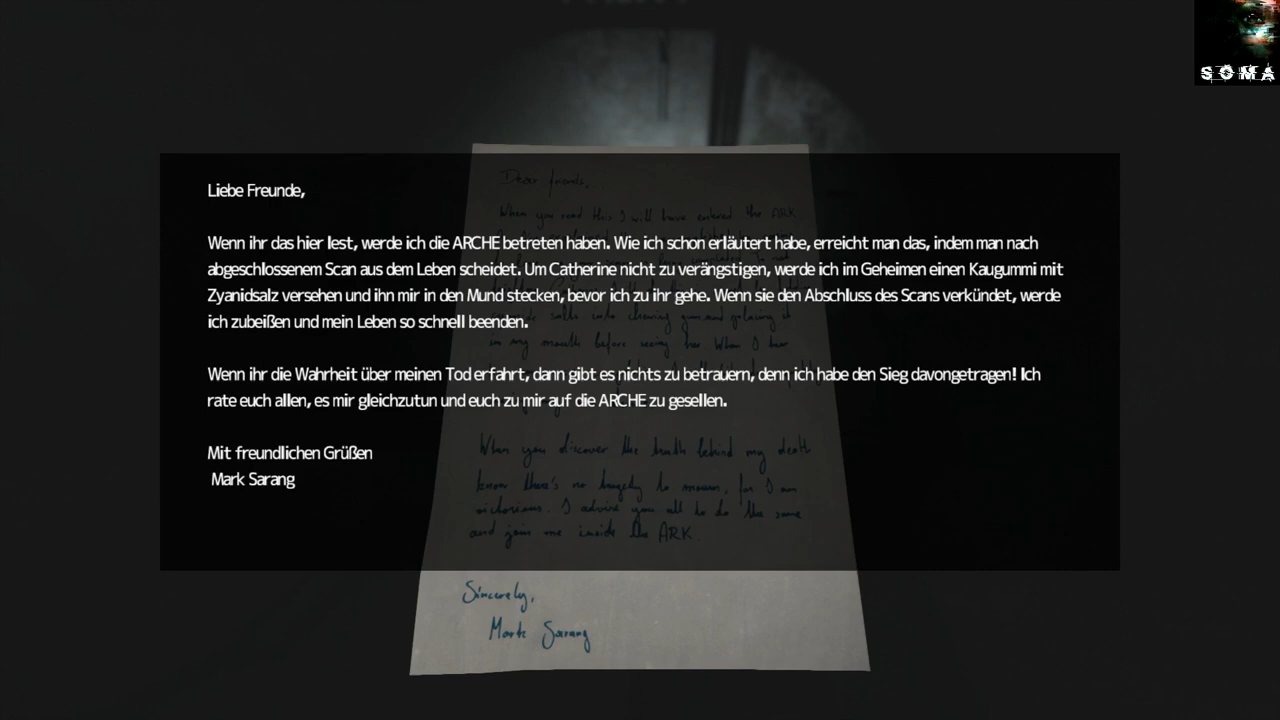 SOMA
Liebe Freunde,
Wenn ihr das hier lest, werde ich die ARCHE betreten haben. Wie ich schon erläutert habe, erreicht man das, indem man nach
abgeschlossenem Scan aus dem Leben scheidet. Um Catherine nicht zu verängstigen, werde ich im Geheimen einen Kaugummi mit
Zyanidsalz versehen und ihn mir in den Mund stecken, bevor ich zu ihr gehe. Wenn sie den Abschluss des Scans verkündet, werde
ich zubeißen und mein Leben so schnell beenden.
Wenn ihr die Wahrheit über meinen Tod erfahrt, dann gibt es nichts zu betrauern, denn ich habe den Sieg davongetragen! Ich
rate euch allen, es mir gleichzutun und euch zu mir auf die ARCHE zu gesellen.
Mit freundlichen Grüßen
Mark Sarang
Dear friends,
When you read this I will have entered the ARK.
in my mouth before seeing her. When I hear
When you discover the truth behind my death
know there's no tragedy to mourn, for I am
victorious. I advise you all to do the same
and join me inside the ARK.
Sincerely,
Mark Sarang